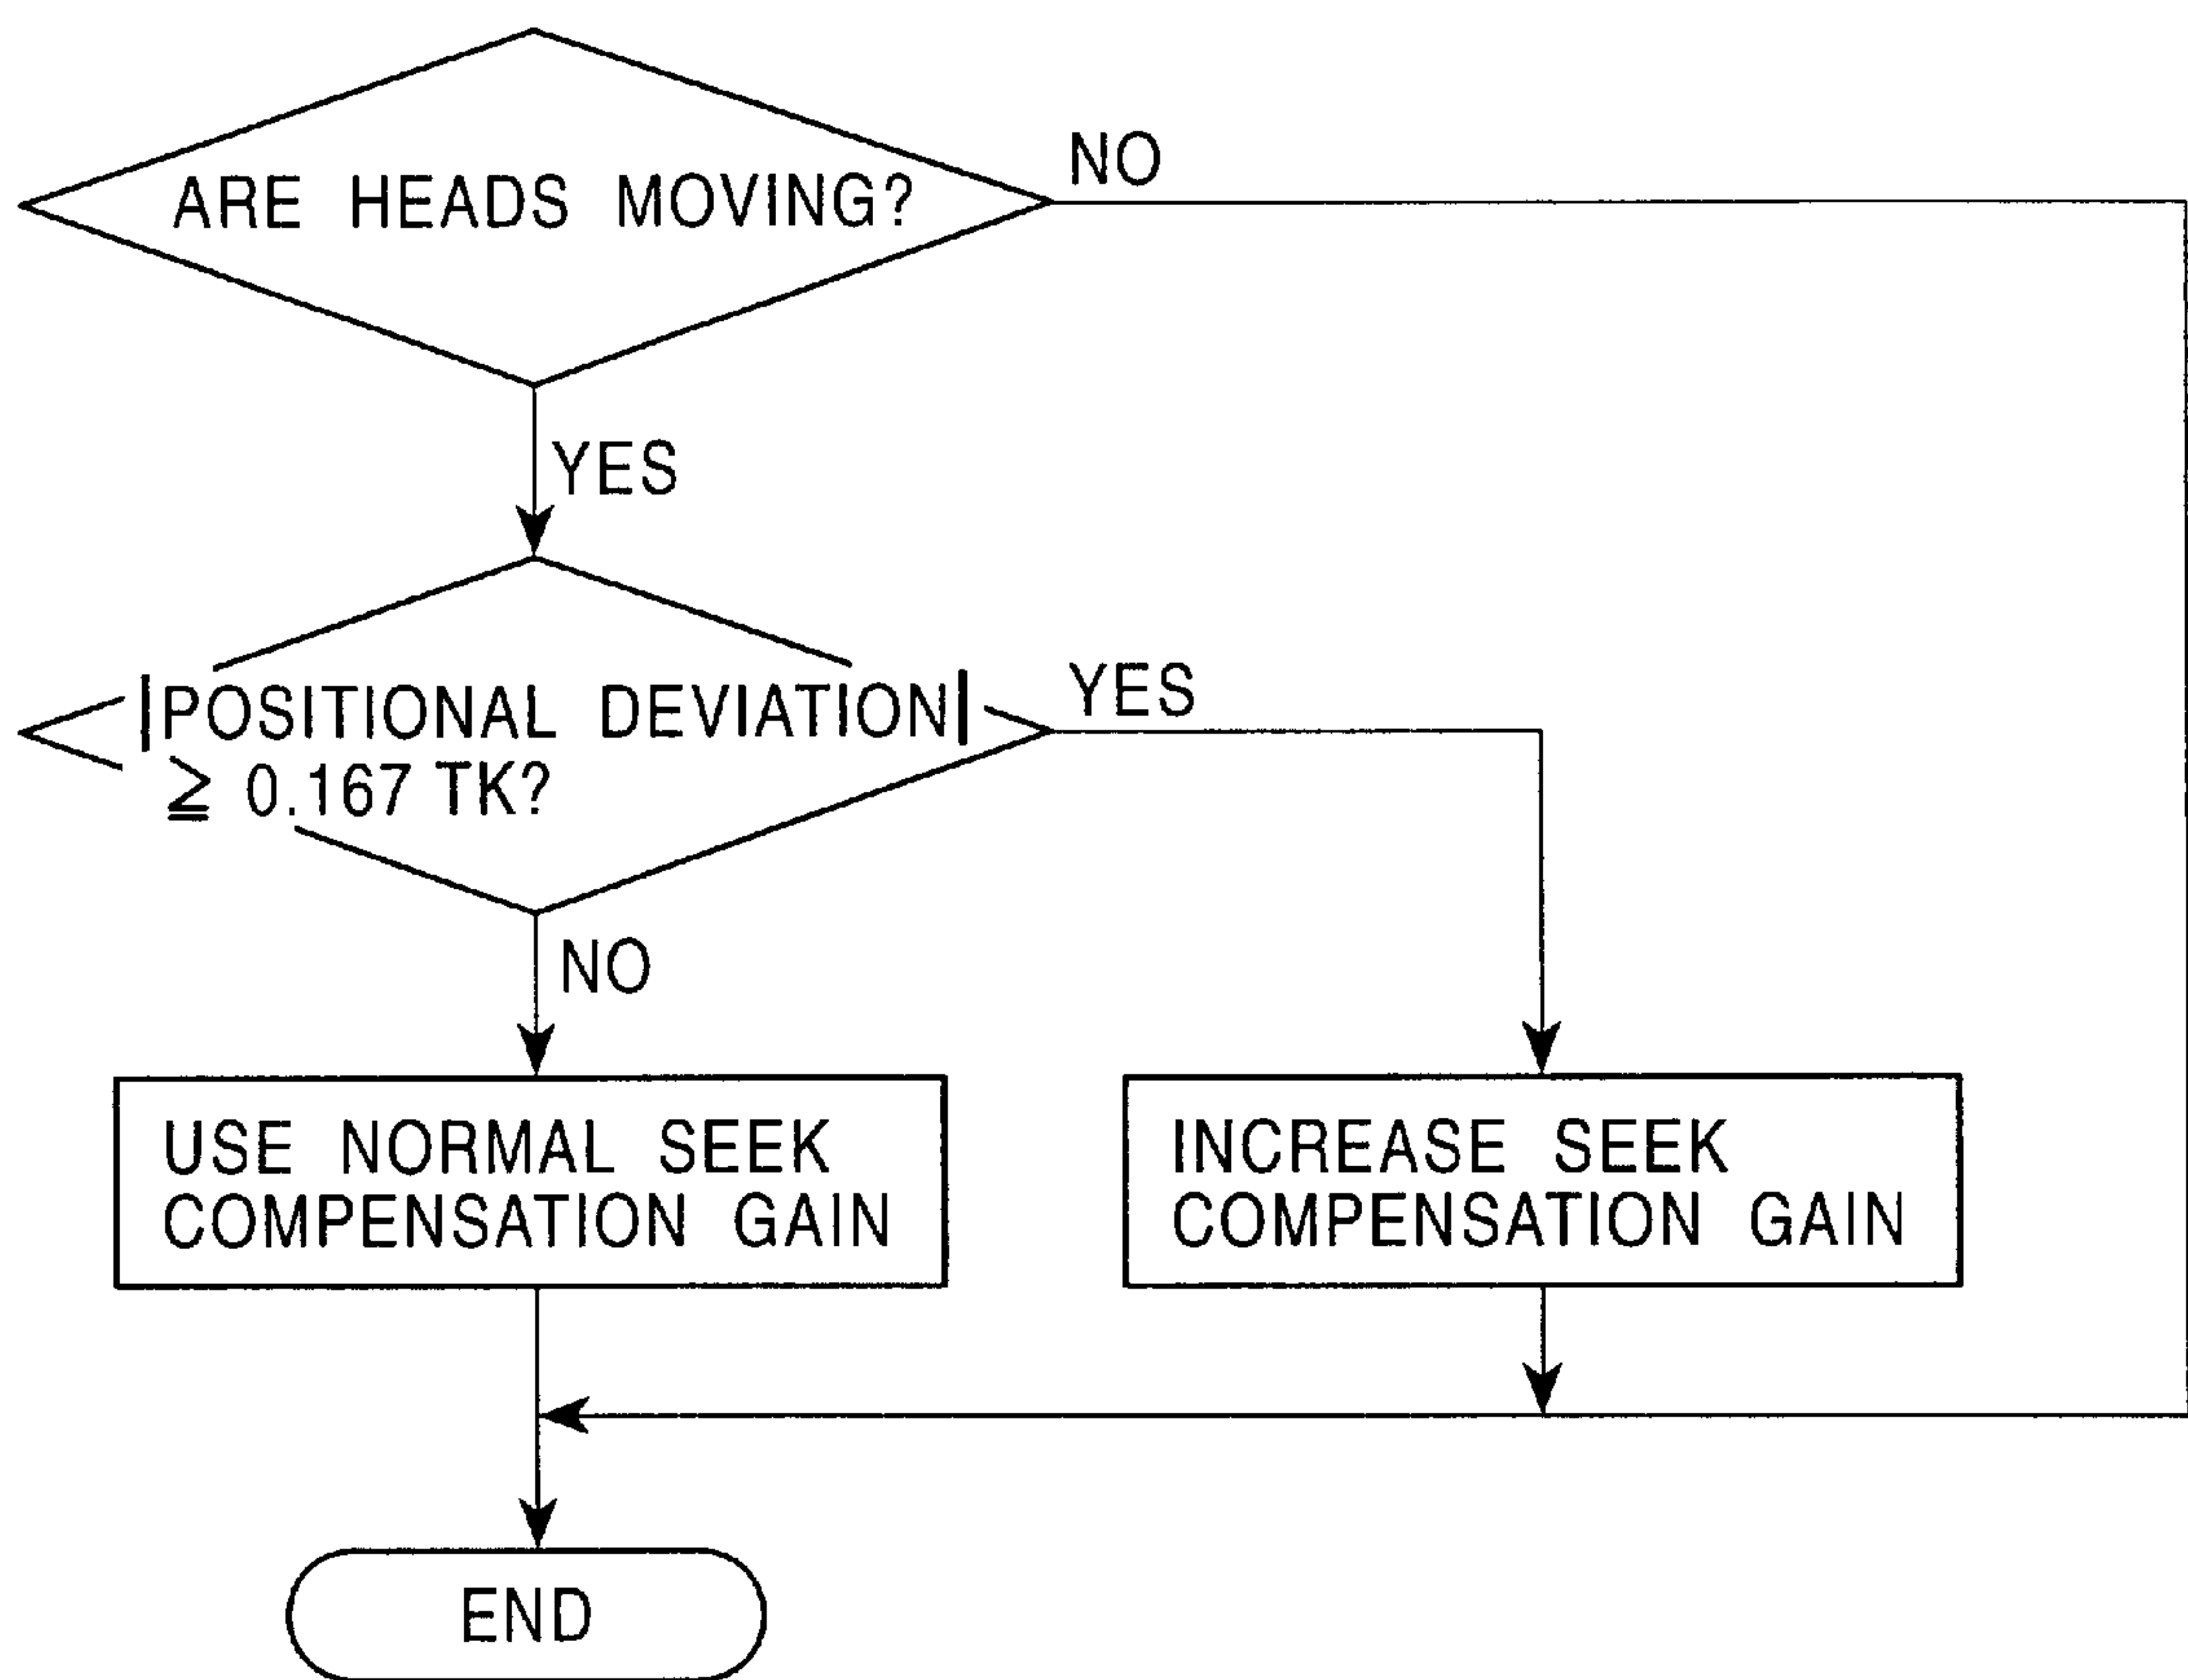 ARE HEADS MOVING?
NO
YES
|POSITIONAL DEVIATION|
≧ 0.167 TK?
YES
NO
USE NORMAL SEEK
COMPENSATION GAIN
INCREASE SEEK
COMPENSATION GAIN
END